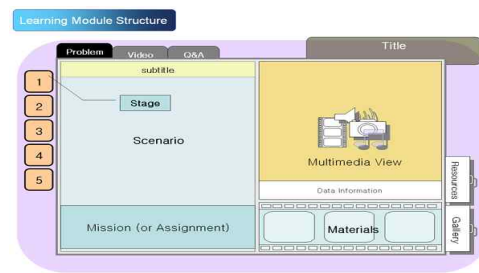 Learning Module Structure
Problem
Video
Q&A
Title
subtitle
1
2
3
4
5
Stage
Scenario
Mission (or Assignment)
Multimedia View
Data Information
Materials
Resources
Gallery